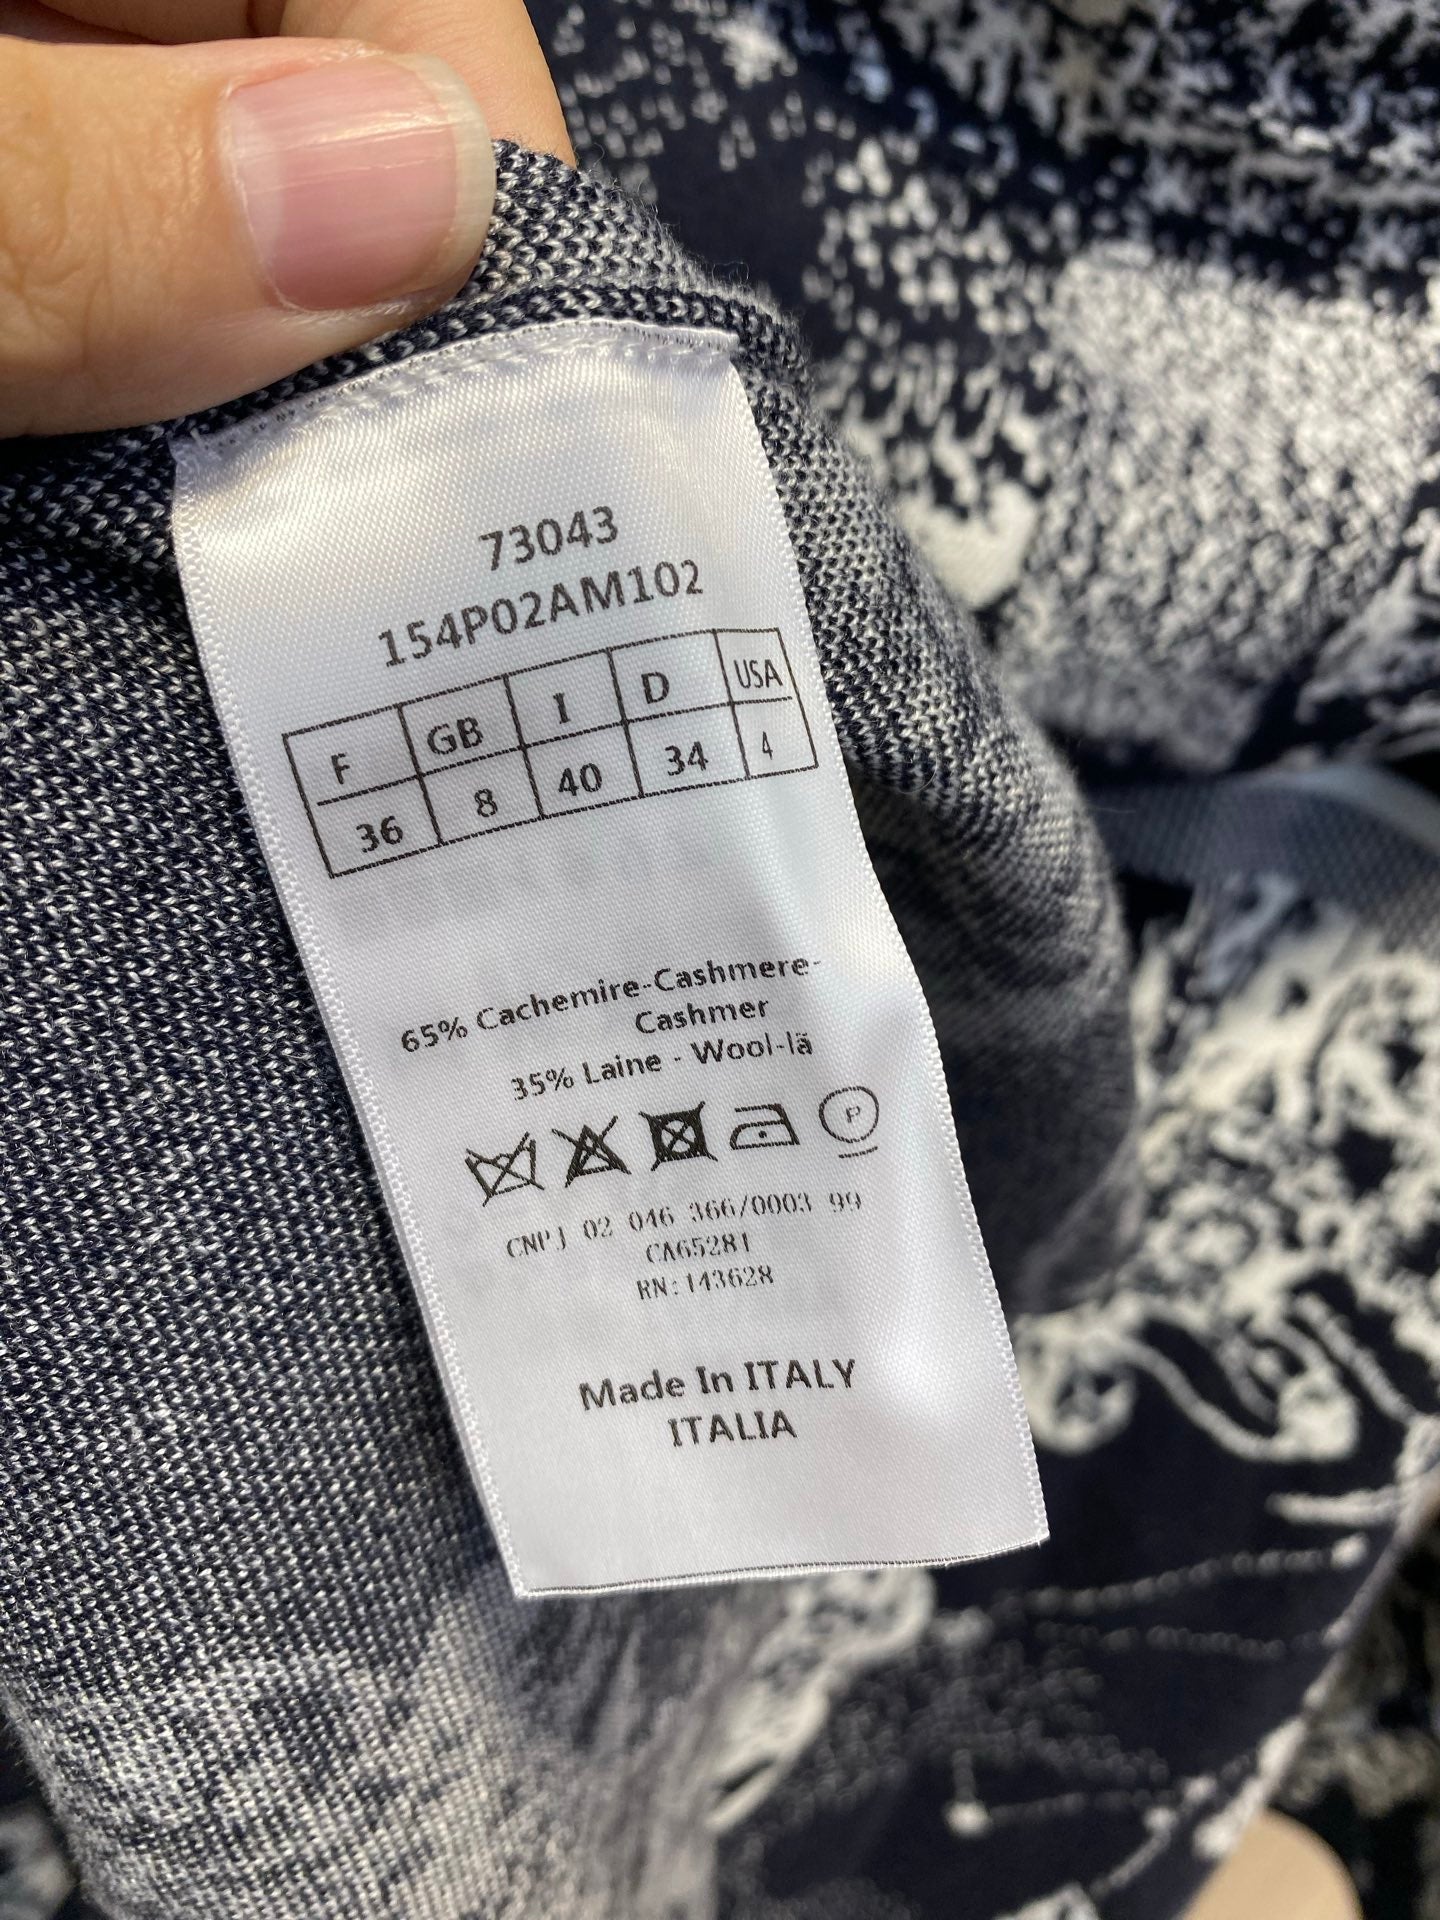 73043
154P02AM102
F GB I D USA
36 8 40 34 4
65% Cachemire-Cashmere-
Cashmer
35% Laine - Wool-lä
P
CNPJ 02 046 366/0003 99
CA65281
RN:143628
Made In ITALY
ITALIA